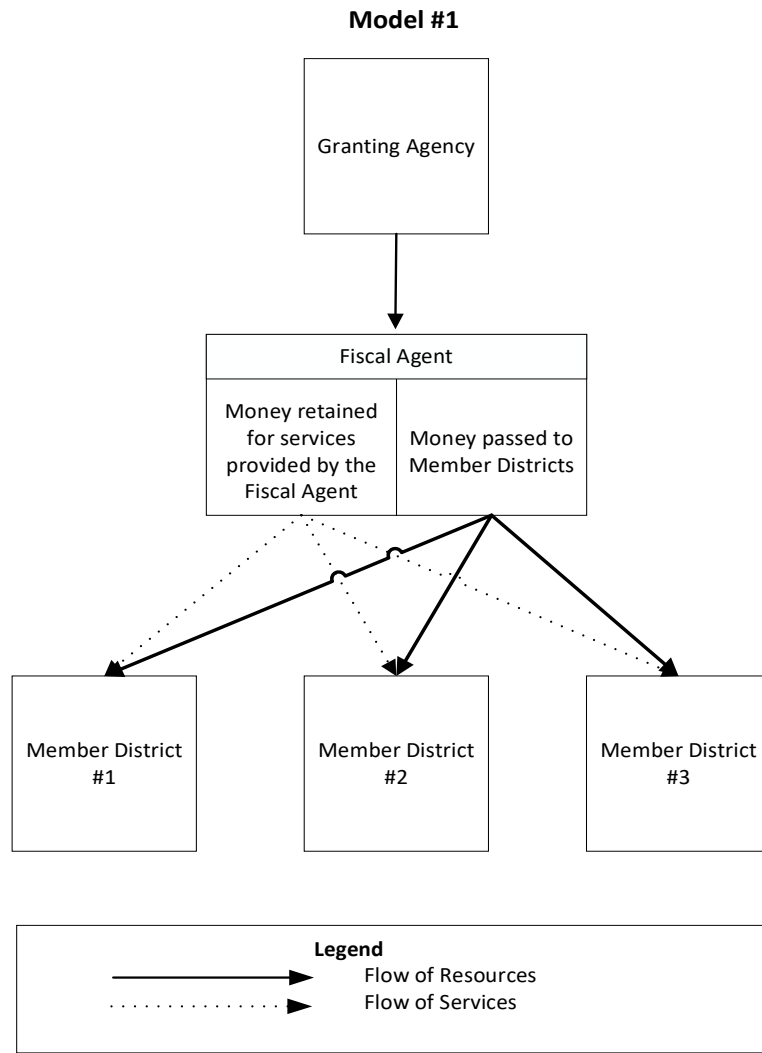 Model #1
Granting Agency
Fiscal Agent
Money retained
for services
provided by the
Fiscal Agent
Money passed to
Member Districts
Member District
#1
Member District
#2
Member District
#3
Legend
Flow of Resources
Flow of Services